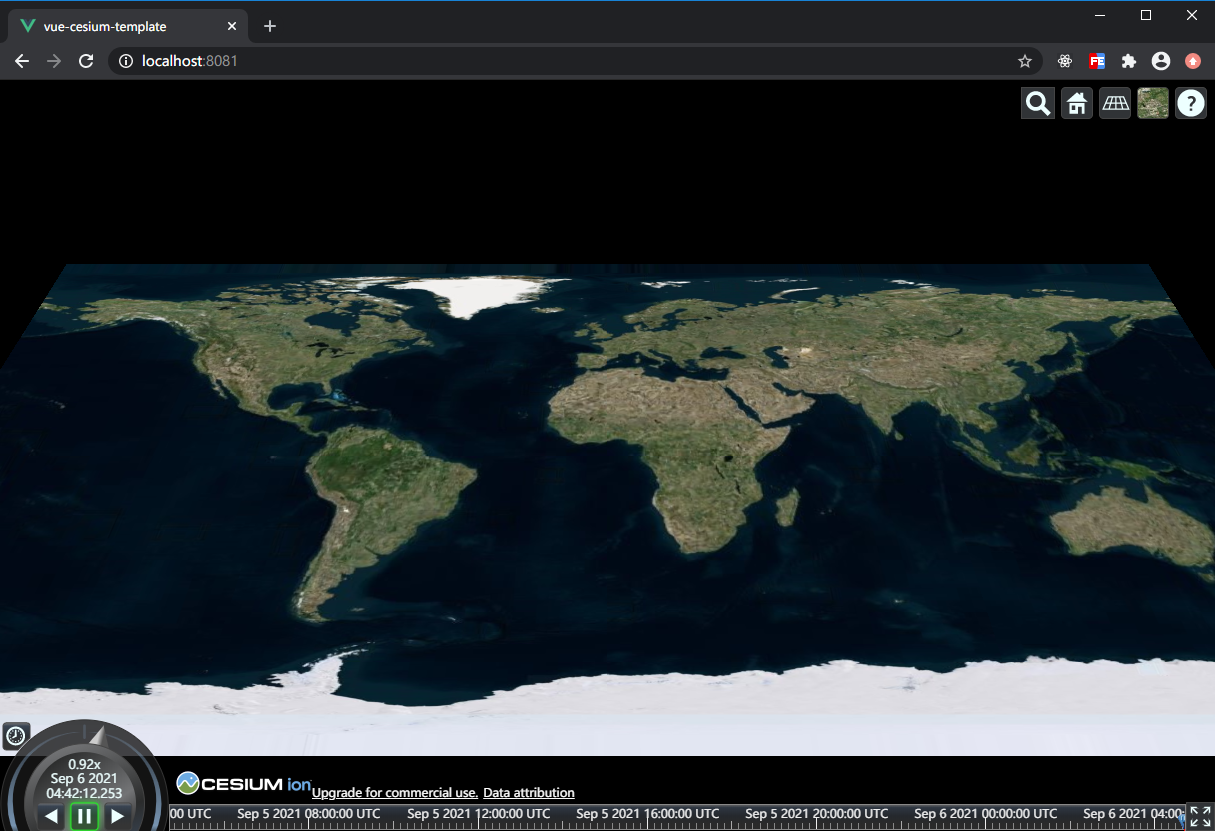 vue-cesium-template
localhost:8081
FE
?
0.92x
Sep 6 2021
04:42:12.253
CESIUM ion
Upgrade for commercial use. Data attribution
00 UTC Sep 5 2021 08:00:00 UTC Sep 5 2021 12:00:00 UTC Sep 5 2021 16:00:00 UTC Sep 5 2021 20:00:00 UTC Sep 6 2021 00:00:00 UTC Sep 6 2021 04:00